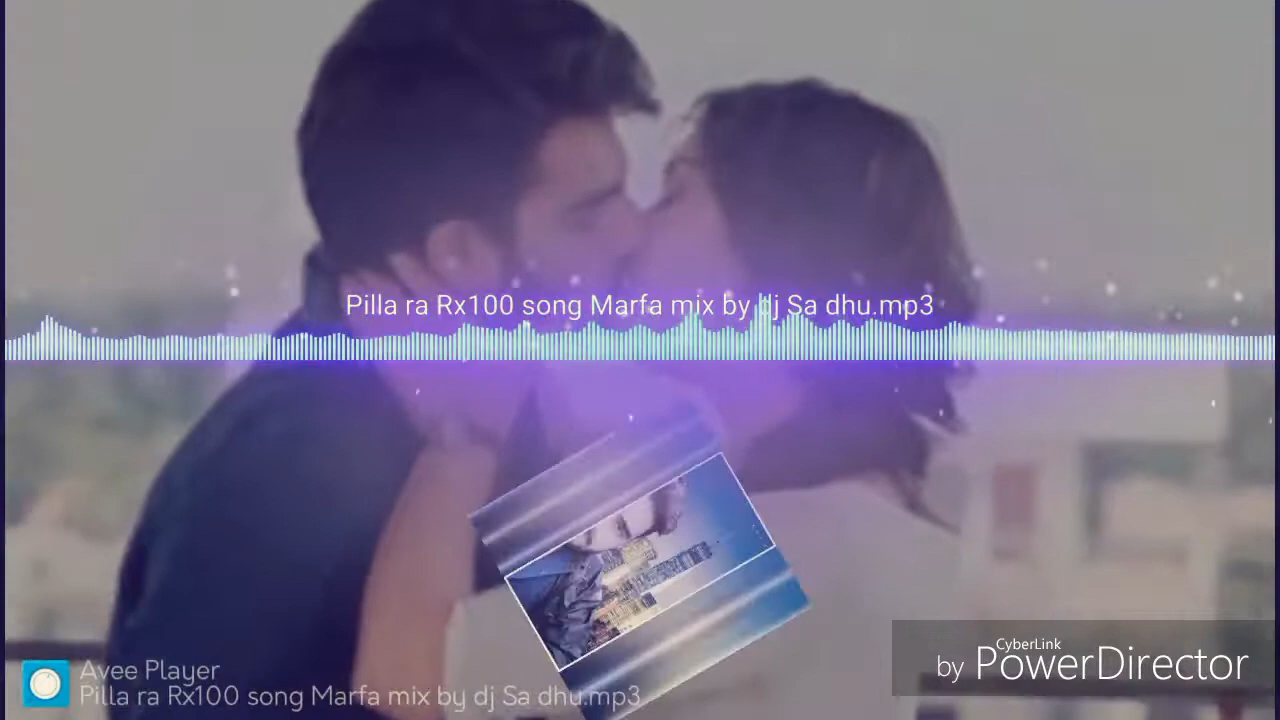 Pilla ra Rx100 song Marfa mix by dj Sa dhu.mp3
Avee Player
Pilla ra Rx100 song Marfa mix by dj Sa dhu.mp3
CyberLink
by PowerDirector